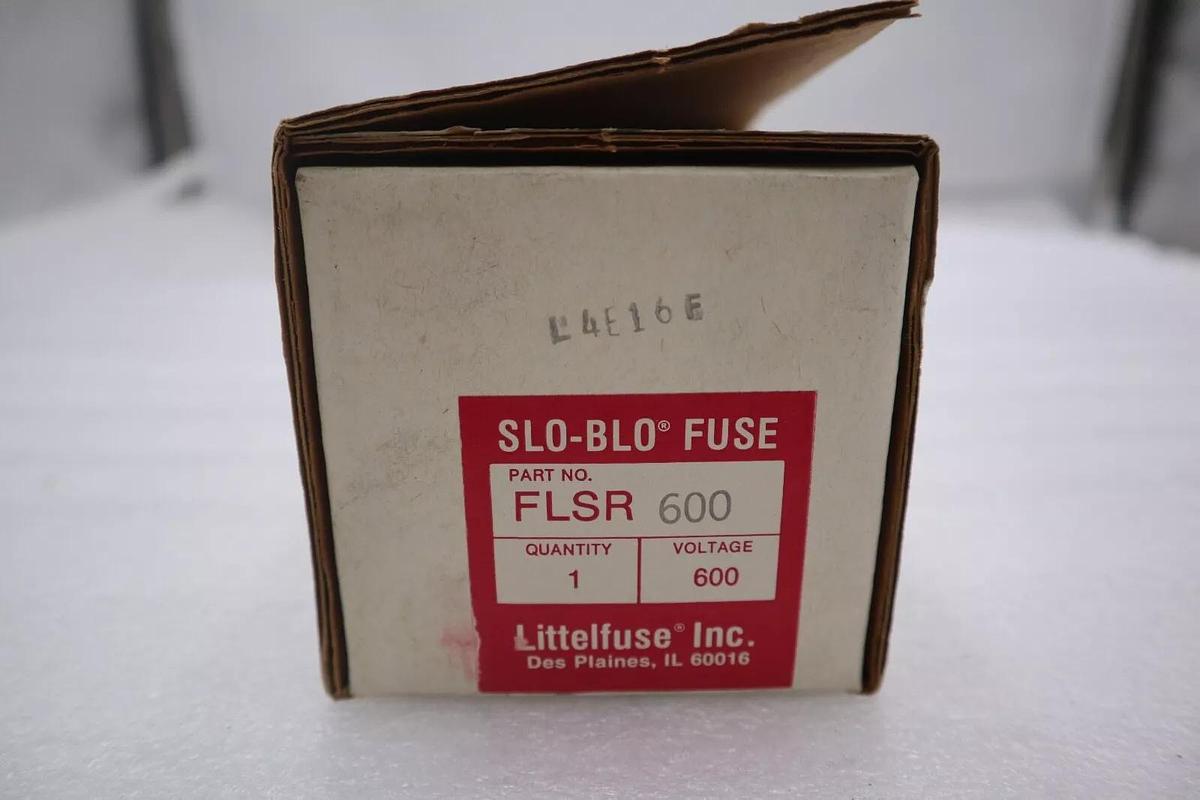 L4E16E
SLO-BLO® FUSE
PART NO.
FLSR 600
QUANTITY
1
VOLTAGE
600
Littelfuse® Inc.
Des Plaines, IL 60016